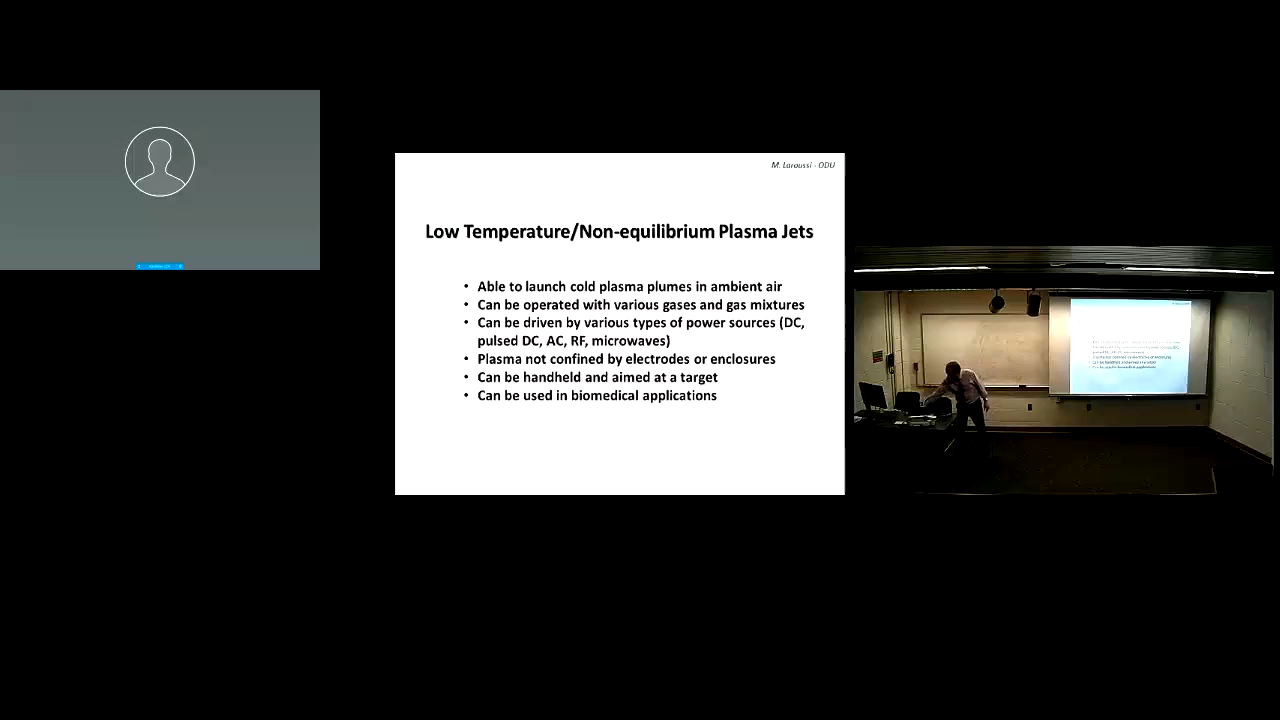 M. Laroussi - ODU
Low Temperature/Non-equilibrium Plasma Jets
• Able to launch cold plasma plumes in ambient air
• Can be operated with various gases and gas mixtures
• Can be driven by various types of power sources (DC,
pulsed DC, AC, RF, microwaves)
• Plasma not confined by electrodes or enclosures
• Can be handheld and aimed at a target
• Can be used in biomedical applications